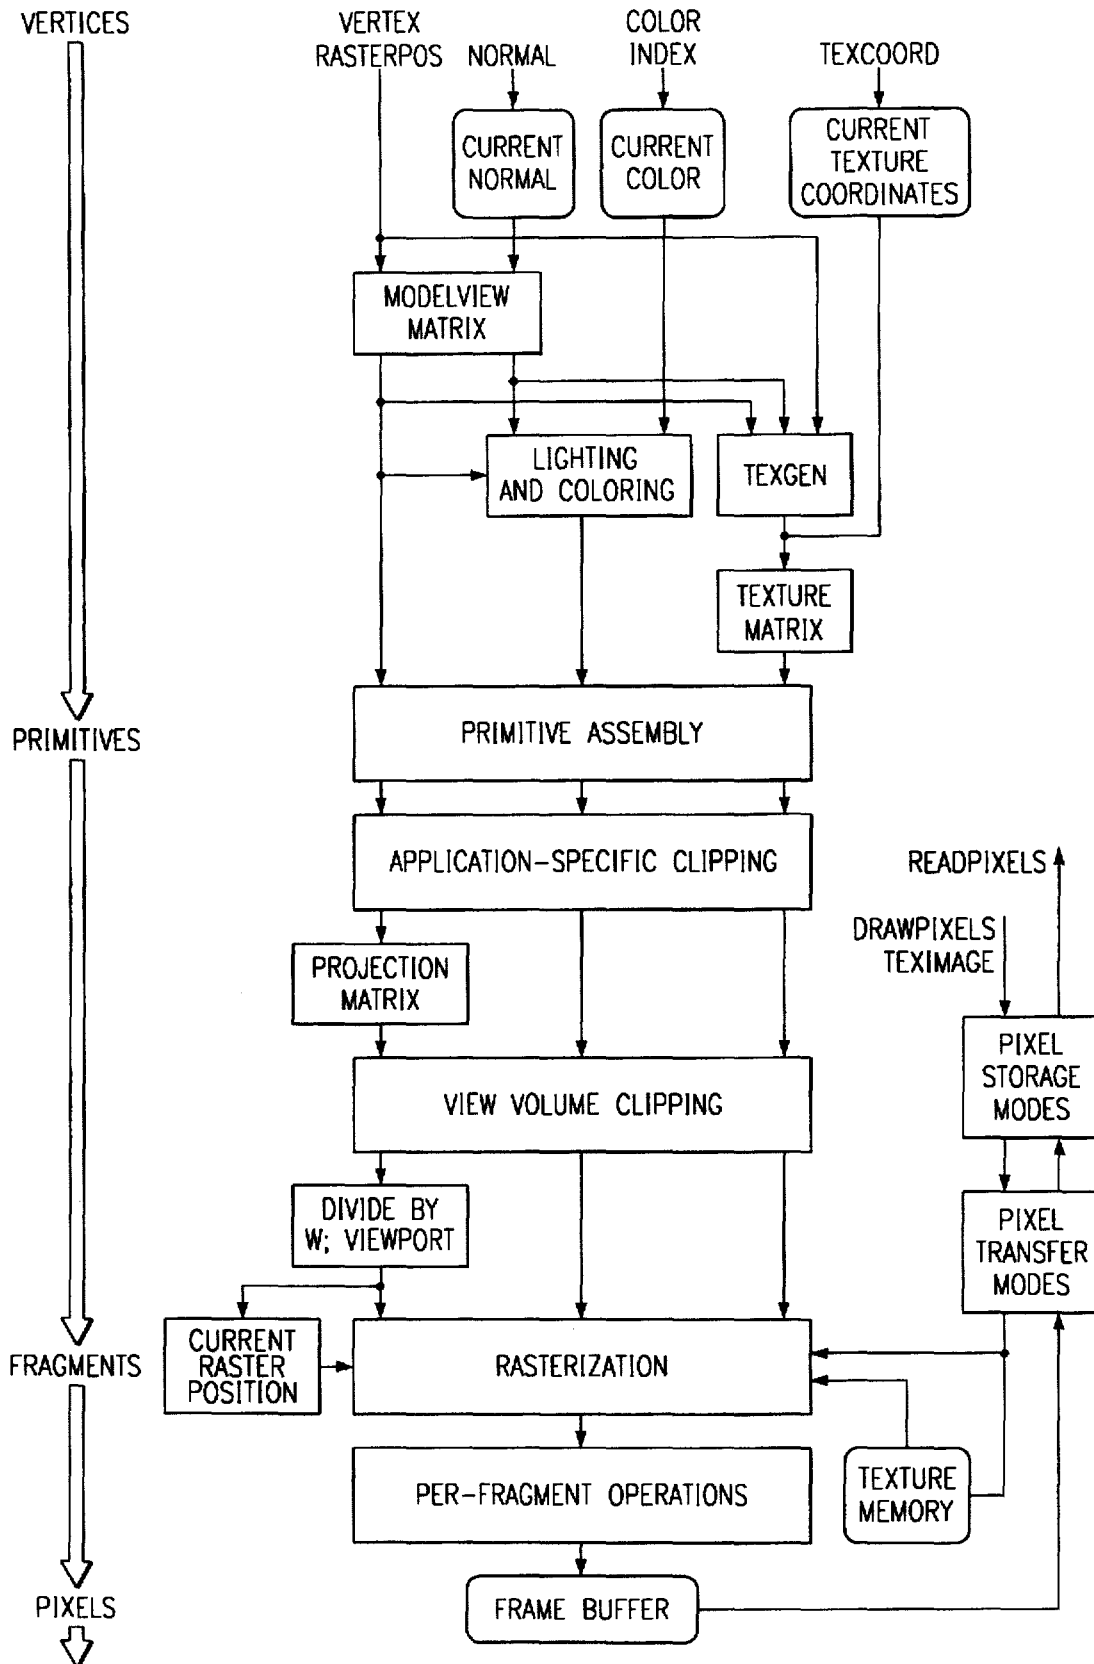 VERTICES
VERTEX
RASTERPOS
NORMAL
COLOR
INDEX
TEXCOORD
CURRENT
NORMAL
CURRENT
COLOR
CURRENT
TEXTURE
COORDINATES
MODELVIEW
MATRIX
LIGHTING
AND COLORING
TEXGEN
TEXTURE
MATRIX
PRIMITIVES
PRIMITIVE ASSEMBLY
APPLICATION-SPECIFIC CLIPPING
READPIXELS
DRAWPIXELS
TEXIMAGE
PROJECTION
MATRIX
PIXEL
STORAGE
MODES
VIEW VOLUME CLIPPING
DIVIDE BY
W; VIEWPORT
PIXEL
TRANSFER
MODES
FRAGMENTS
CURRENT
RASTER
POSITION
RASTERIZATION
PER-FRAGMENT OPERATIONS
TEXTURE
MEMORY
PIXELS
FRAME BUFFER